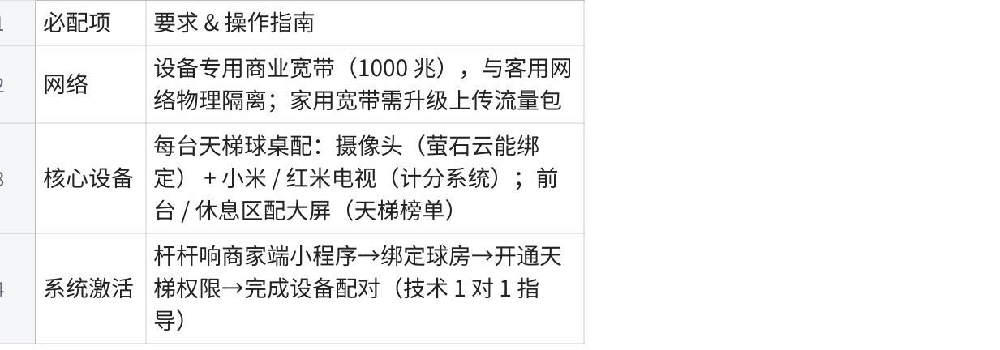 1 必配项 要求 & 操作指南
2 网络 设备专用商业宽带（1000 兆），与客用网
络物理隔离；家用宽带需升级上传流量包
3 核心设备 每台天梯球桌配：摄像头（萤石云能绑
定） + 小米 / 红米电视（计分系统）；前
台 / 休息区配大屏（天梯榜单）
4 系统激活 杆杆响商家端小程序→绑定球房→开通天
梯权限→完成设备配对（技术 1 对 1 指
导）